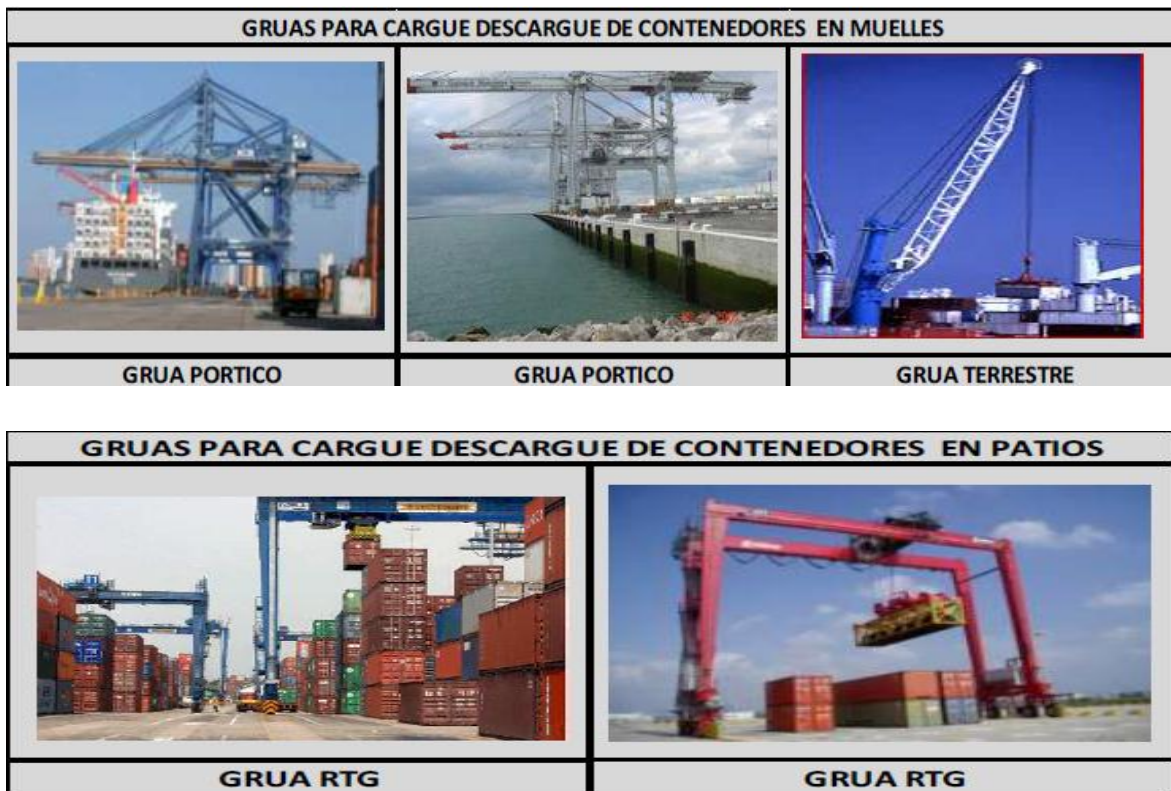 GRUAS PARA CARGUE DESCARGUE DE CONTENEDORES EN MUELLES
GRUA PORTICO
GRUA PORTICO
GRUA TERRESTRE
GRUAS PARA CARGUE DESCARGUE DE CONTENEDORES EN PATIOS
GRUA RTG
GRUA RTG